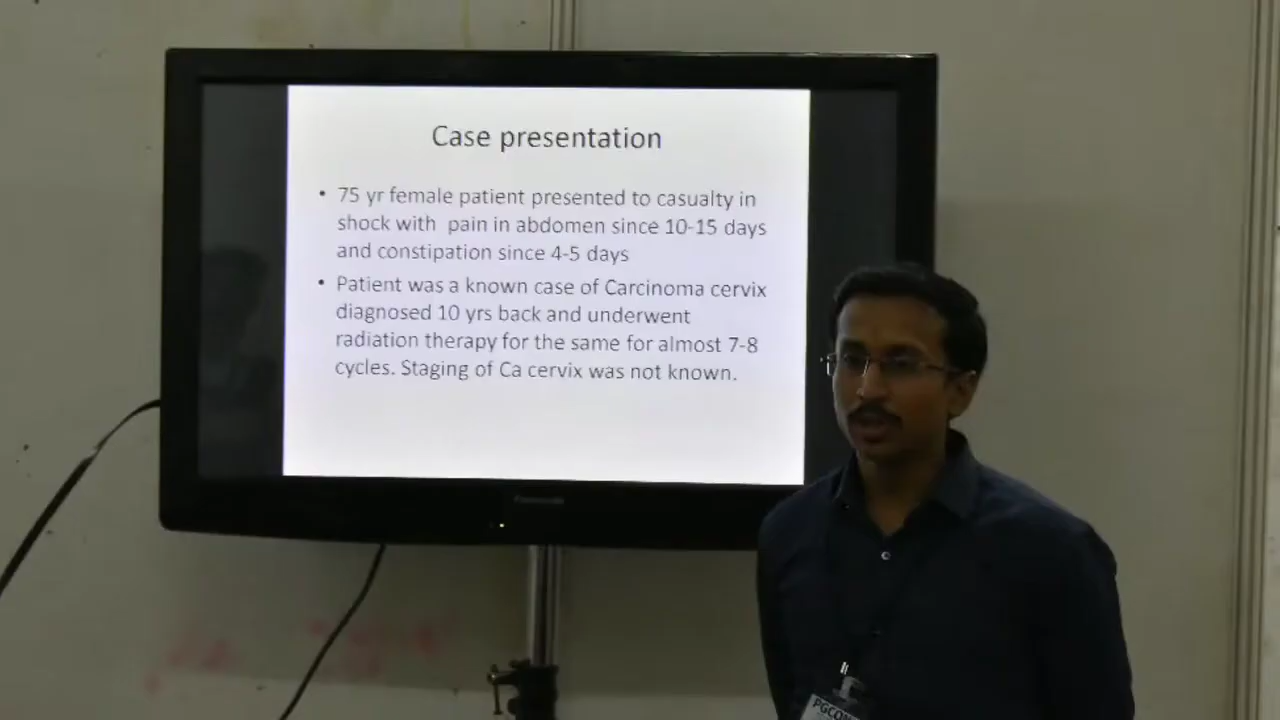 Case presentation
• 75 yr female patient presented to casualty in
shock with pain in abdomen since 10-15 days
and constipation since 4-5 days
• Patient was a known case of Carcinoma cervix
diagnosed 10 yrs back and underwent
radiation therapy for the same for almost 7-8
cycles. Staging of Ca cervix was not known.
Panasonic